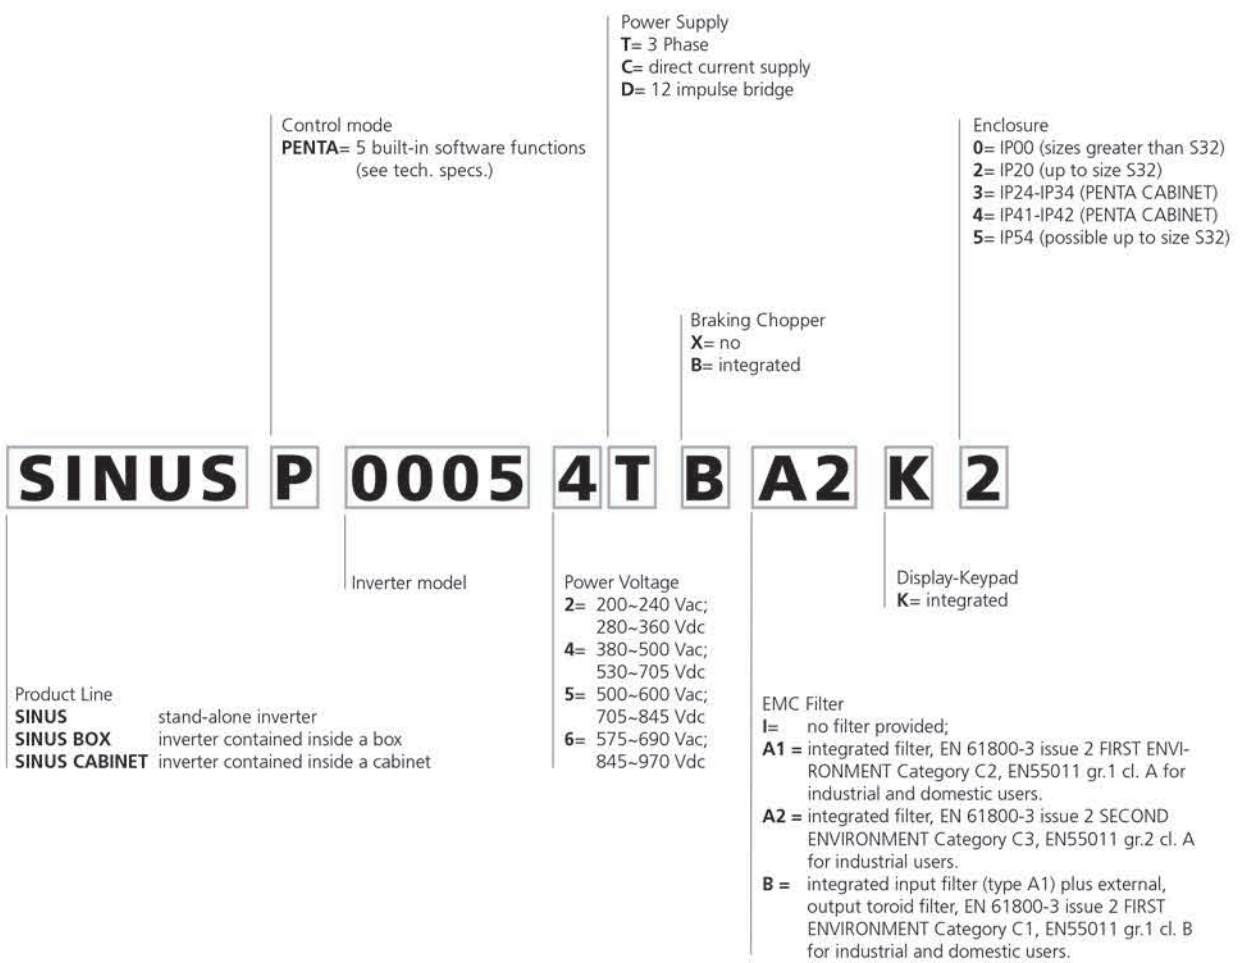 Power Supply
T= 3 Phase
C= direct current supply
D= 12 impulse bridge
Control mode
PENTA= 5 built-in software functions
(see tech. specs.)
Enclosure
0= IP00 (sizes greater than S32)
2= IP20 (up to size S32)
3= IP24-IP34 (PENTA CABINET)
4= IP41-IP42 (PENTA CABINET)
5= IP54 (possible up to size S32)
Braking Chopper
X= no
B= integrated
SINUS P 0005 4 T B A2 K 2
Inverter model
Power Voltage
2= 200~240 Vac;
280~360 Vdc
4= 380~500 Vac;
530~705 Vdc
5= 500~600 Vac;
705~845 Vdc
6= 575~690 Vac;
845~970 Vdc
Display-Keypad
K= integrated
Product Line
SINUS stand-alone inverter
SINUS BOX inverter contained inside a box
SINUS CABINET inverter contained inside a cabinet
EMC Filter
I= no filter provided;
A1 = integrated filter, EN 61800-3 issue 2 FIRST ENVI-
RONMENT Category C2, EN55011 gr.1 cl. A for
industrial and domestic users.
A2 = integrated filter, EN 61800-3 issue 2 SECOND
ENVIRONMENT Category C3, EN55011 gr.2 cl. A
for industrial users.
B = integrated input filter (type A1) plus external,
output toroid filter, EN 61800-3 issue 2 FIRST
ENVIRONMENT Category C1, EN55011 gr.1 cl. B
for industrial and domestic users.